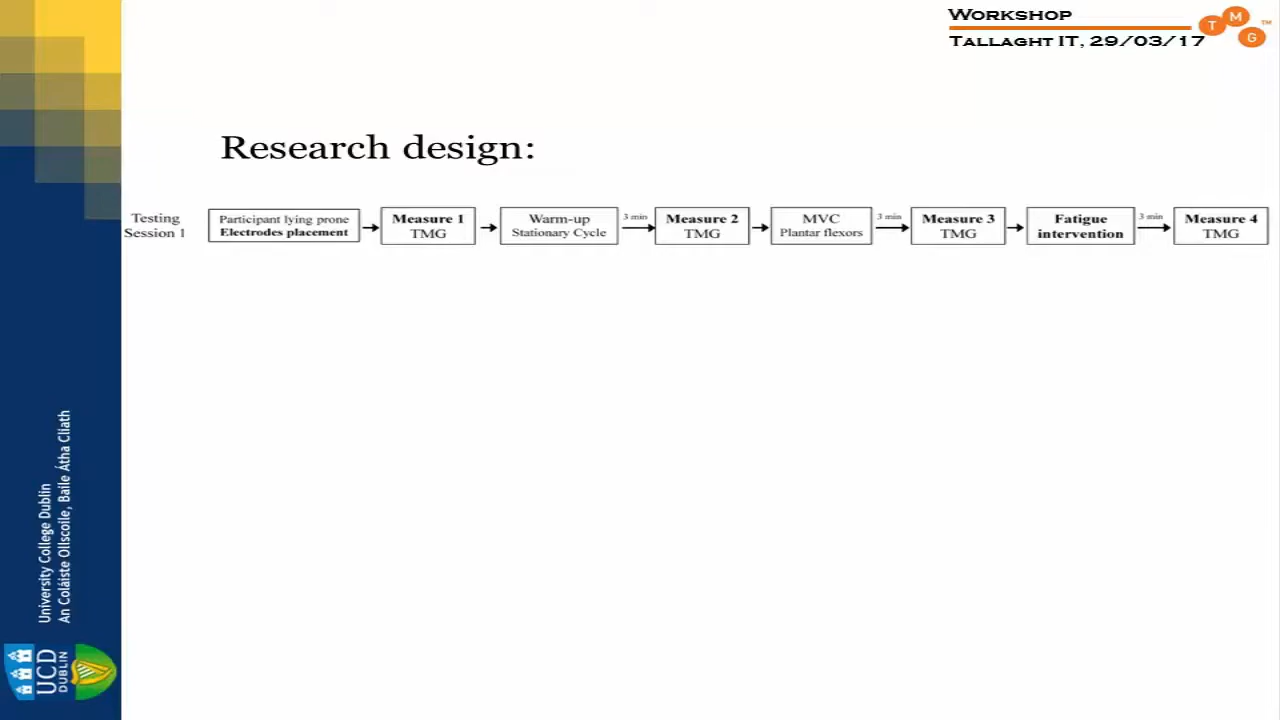 Workshop
Tallaght IT, 29/03/17
T M G ™
Research design:
Testing
Session 1
Participant lying prone
Electrodes placement
Measure 1
TMG
Warm-up
Stationary Cycle
3 min
Measure 2
TMG
MVC
Plantar flexors
3 min
Measure 3
TMG
Fatigue
intervention
3 min
Measure 4
TMG
University College Dublin
An Coláiste Ollscoile, Baile Átha Cliath
UCD
DUBLIN